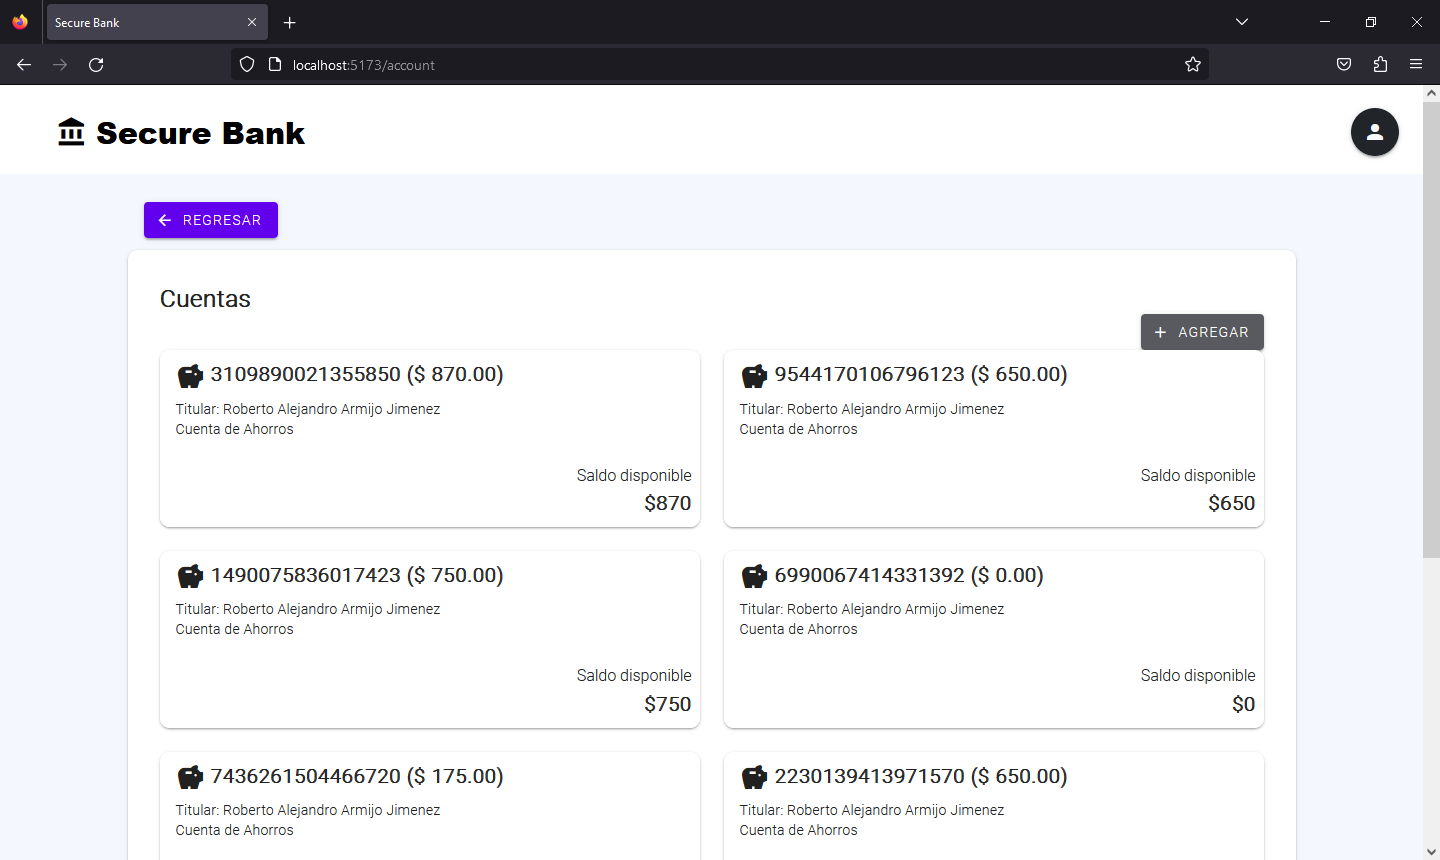 Secure Bank
localhost:5173/account
Secure Bank
REGRESAR
Cuentas
AGREGAR
3109890021355850 ($ 870.00)
Titular: Roberto Alejandro Armijo Jimenez
Cuenta de Ahorros
Saldo disponible
$870
9544170106796123 ($ 650.00)
Titular: Roberto Alejandro Armijo Jimenez
Cuenta de Ahorros
Saldo disponible
$650
1490075836017423 ($ 750.00)
Titular: Roberto Alejandro Armijo Jimenez
Cuenta de Ahorros
Saldo disponible
$750
6990067414331392 ($ 0.00)
Titular: Roberto Alejandro Armijo Jimenez
Cuenta de Ahorros
Saldo disponible
$0
7436261504466720 ($ 175.00)
Titular: Roberto Alejandro Armijo Jimenez
Cuenta de Ahorros
2230139413971570 ($ 650.00)
Titular: Roberto Alejandro Armijo Jimenez
Cuenta de Ahorros